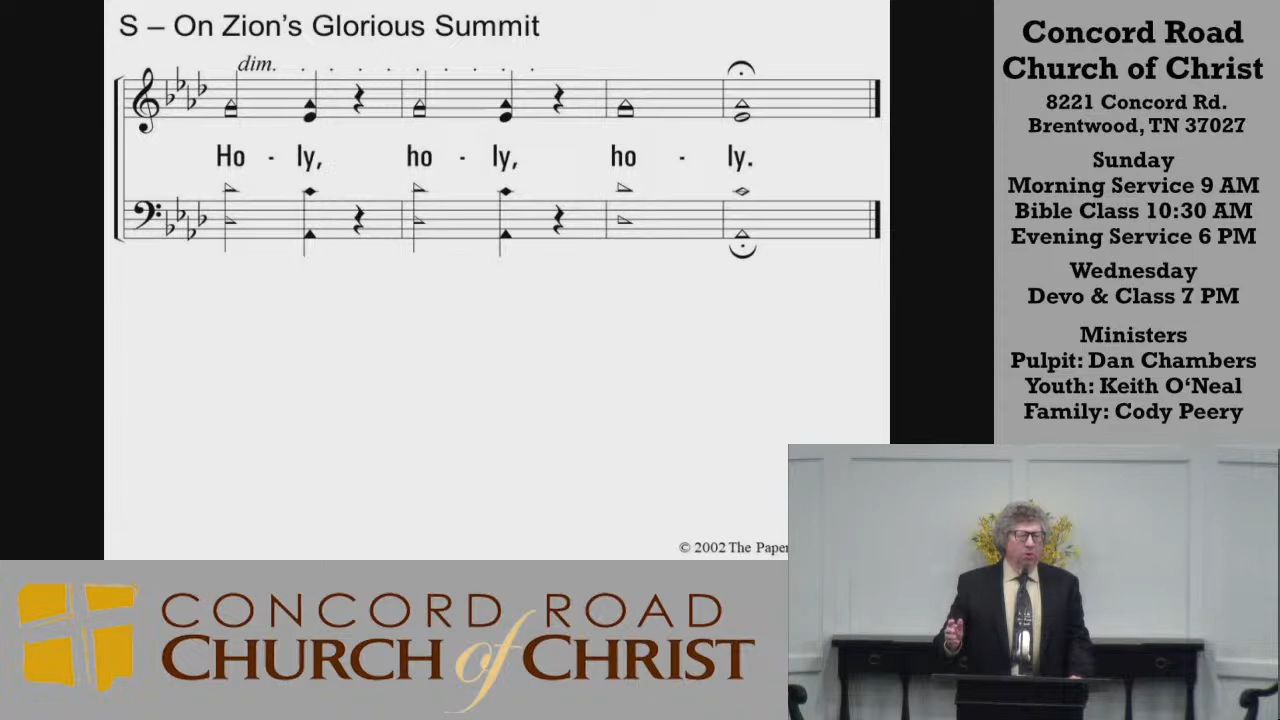 S – On Zion's Glorious Summit
dim. . . . . . . . .
Ho - ly, ho - ly, ho - ly.
© 2002 The Paper
Concord Road
Church of Christ
8221 Concord Rd.
Brentwood, TN 37027
Sunday
Morning Service 9 AM
Bible Class 10:30 AM
Evening Service 6 PM
Wednesday
Devo & Class 7 PM
Ministers
Pulpit: Dan Chambers
Youth: Keith O‘Neal
Family: Cody Peery
CONCORD ROAD
CHURCH of CHRIST